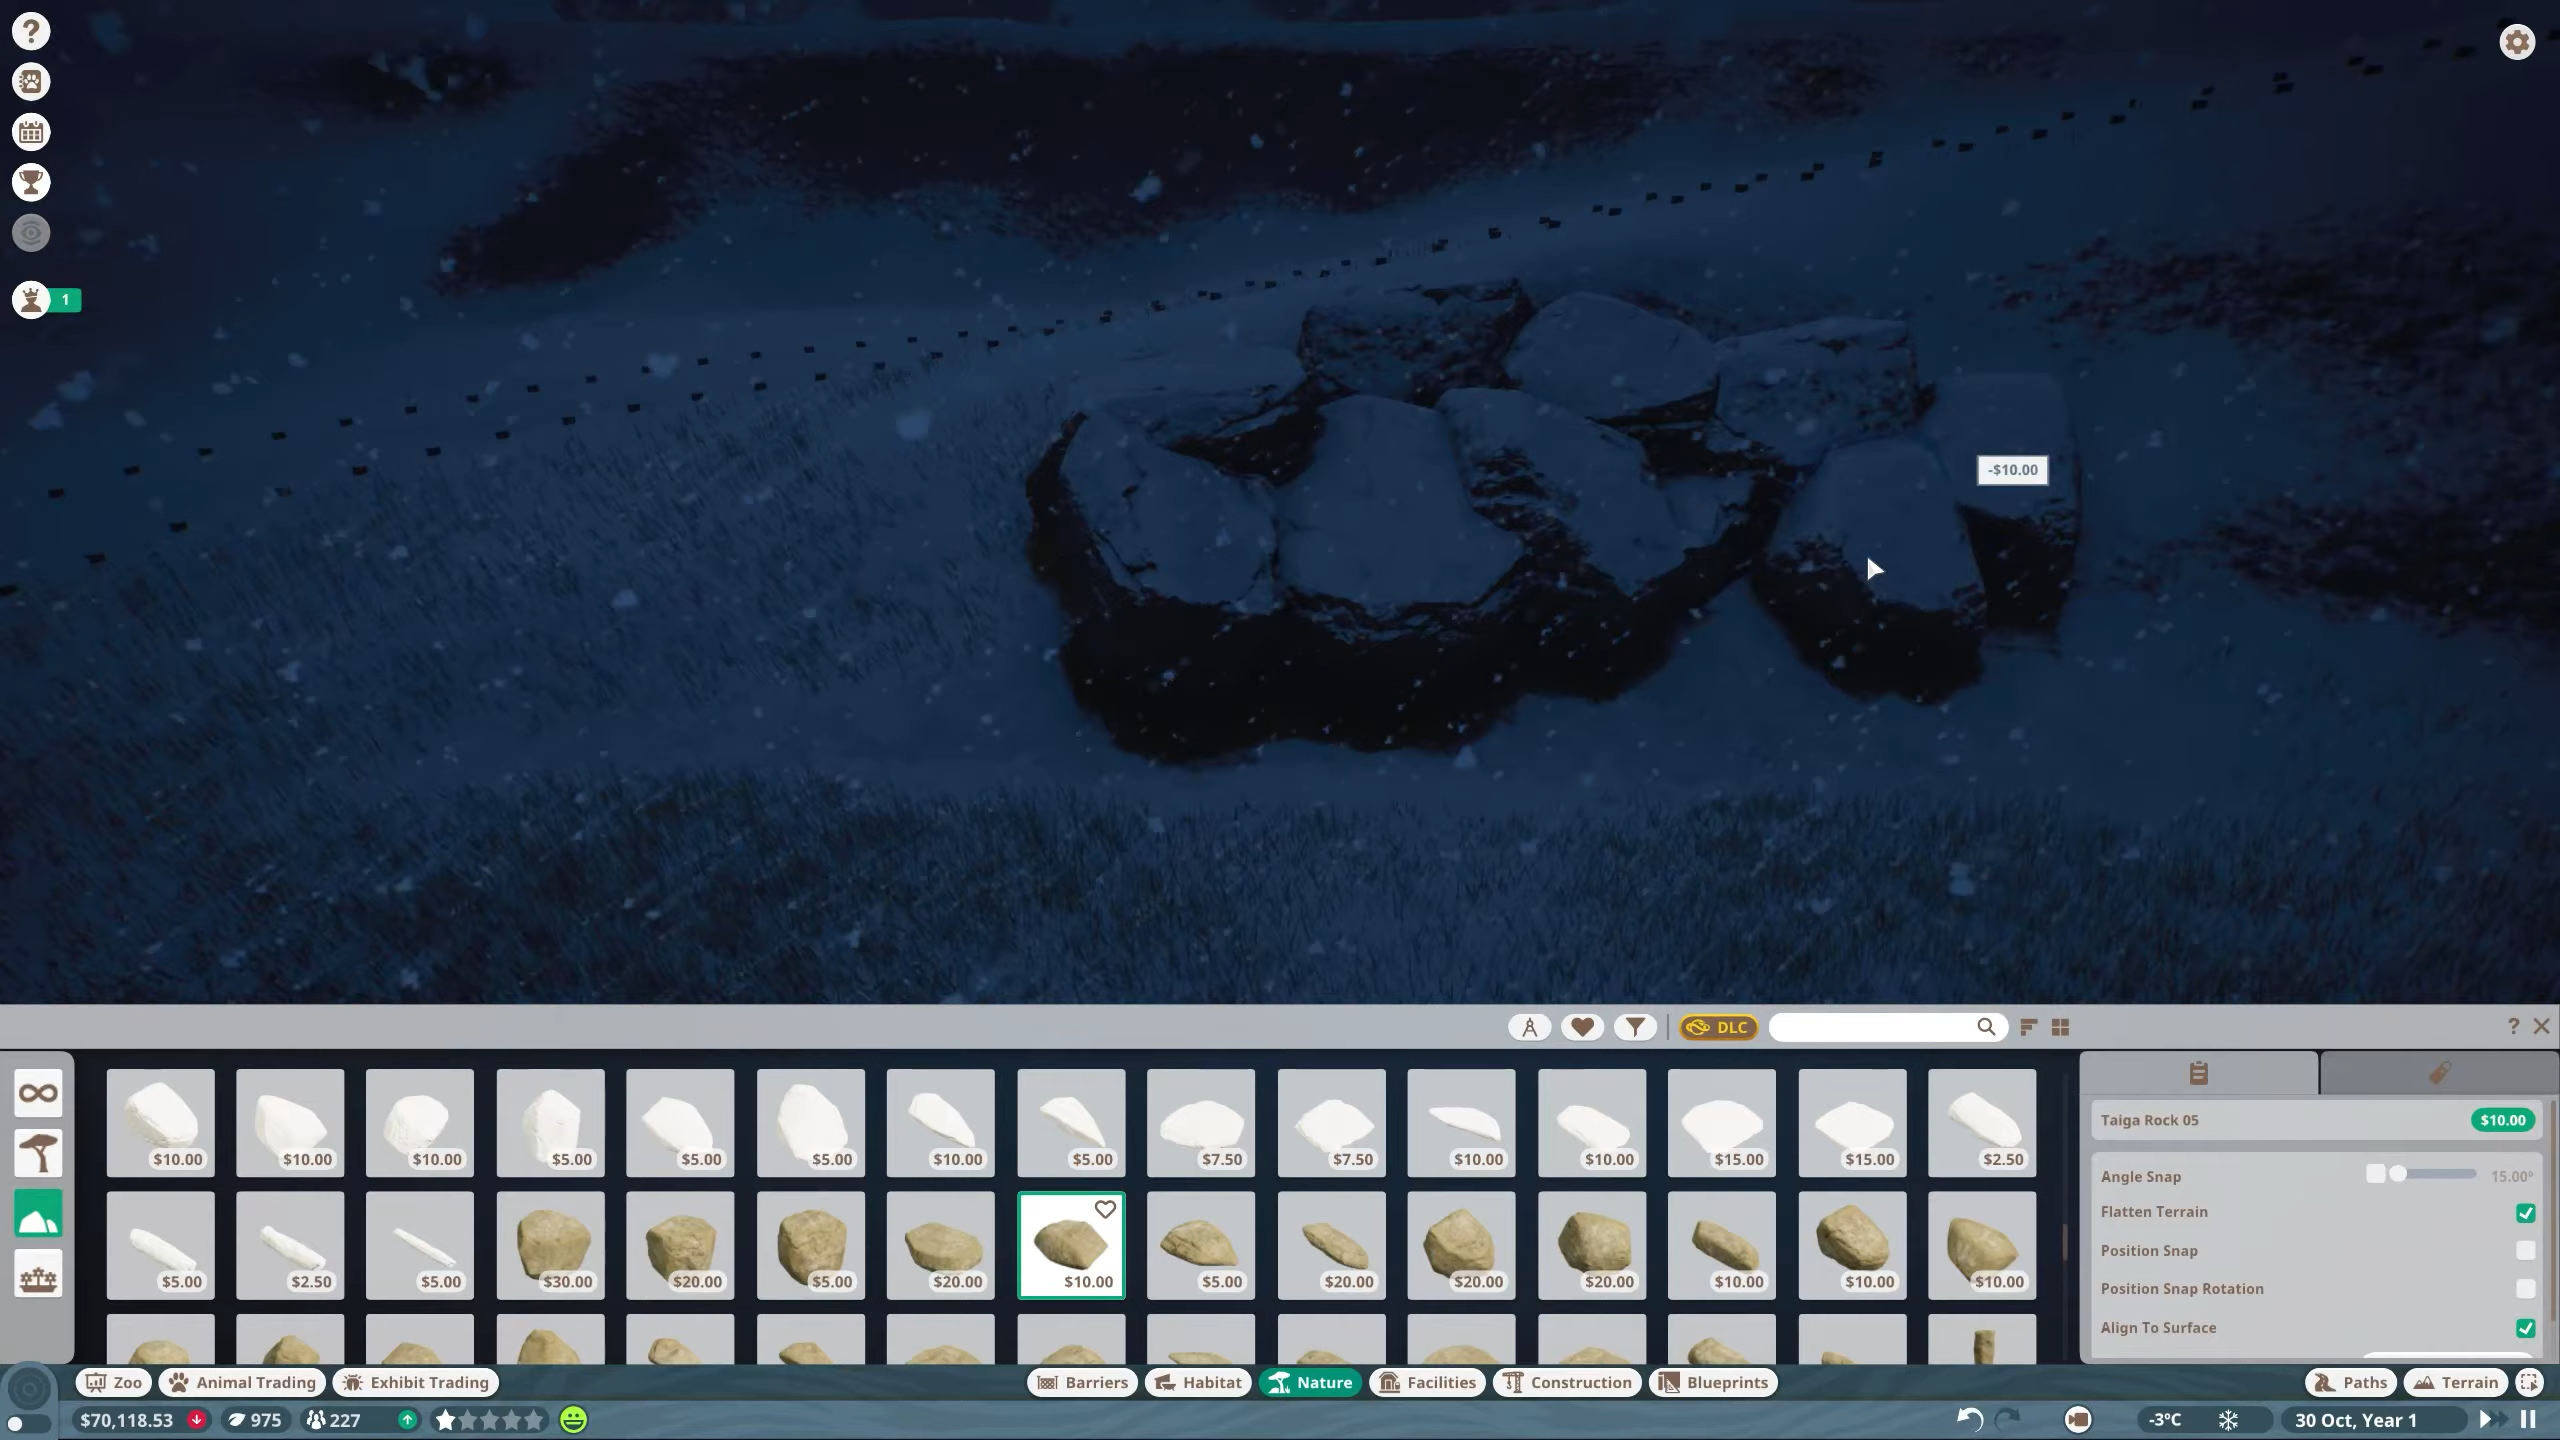 1
-$10.00
DLC
$10.00 $10.00 $10.00 $5.00 $5.00 $5.00 $10.00 $5.00 $7.50 $7.50 $10.00 $10.00 $15.00 $15.00 $2.50
$5.00 $2.50 $5.00 $30.00 $20.00 $5.00 $20.00 $10.00 $5.00 $20.00 $20.00 $20.00 $10.00 $10.00 $10.00
Taiga Rock 05 $10.00
Angle Snap 15.00°
Flatten Terrain
Position Snap
Position Snap Rotation
Align To Surface
Zoo Animal Trading Exhibit Trading Barriers Habitat Nature Facilities Construction Blueprints Paths Terrain
$70,118.53 975 227 -3°C 30 Oct, Year 1